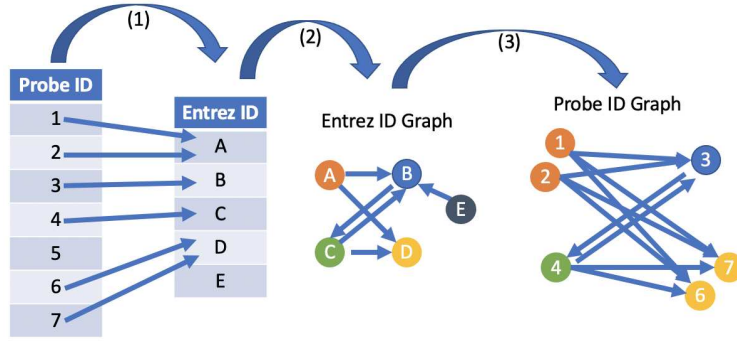 (1)
(2)
(3)
Probe ID
1
2
3
4
5
6
7
Entrez ID
A
B
C
D
E
Entrez ID Graph
A
B
E
C
D
Probe ID Graph
1
2
3
4
7
6